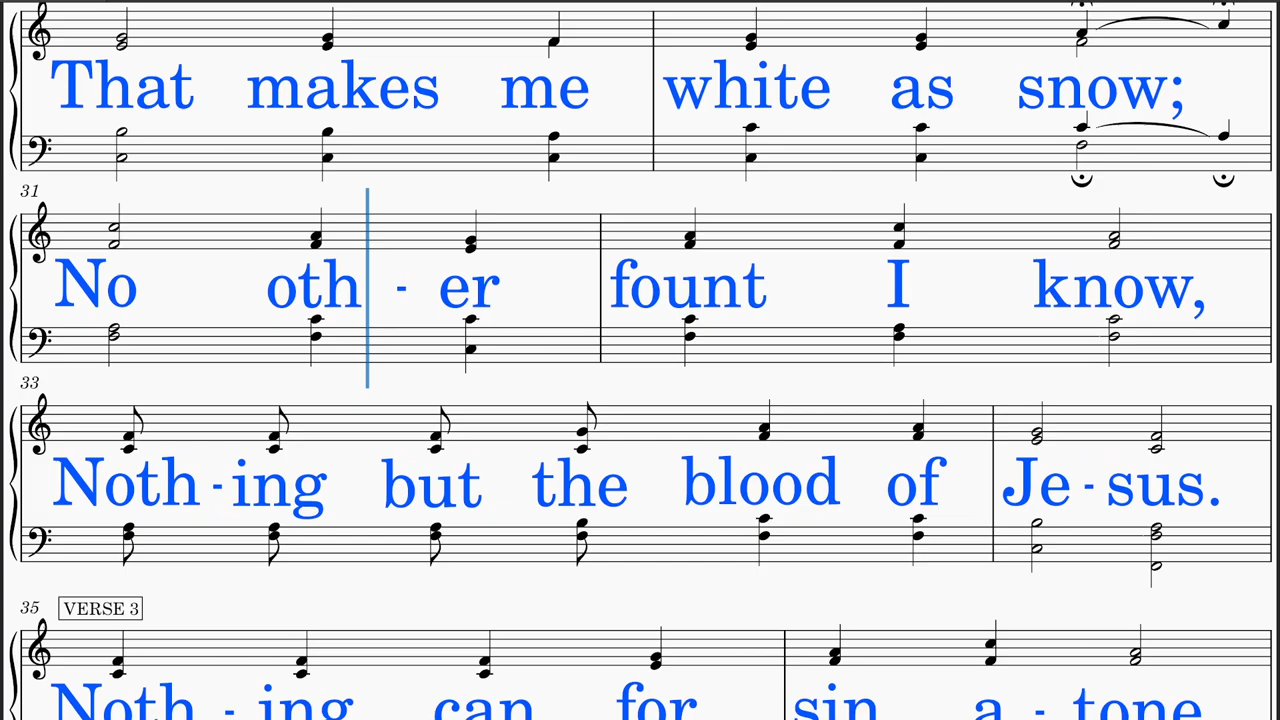 That makes me white as snow;
31
No oth - er fount I know,
33
Noth - ing but the blood of Je - sus.
35 VERSE 3
Noth - ing can for sin a - tone